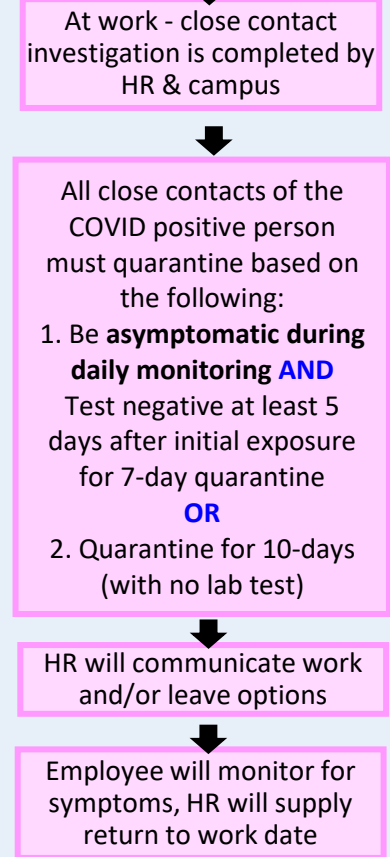 At work - close contact
investigation is completed by
HR & campus
All close contacts of the
COVID positive person
must quarantine based on
the following:
1. Be asymptomatic during
daily monitoring AND
Test negative at least 5
days after initial exposure
for 7-day quarantine
OR
2. Quarantine for 10-days
(with no lab test)
HR will communicate work
and/or leave options
Employee will monitor for
symptoms, HR will supply
return to work date